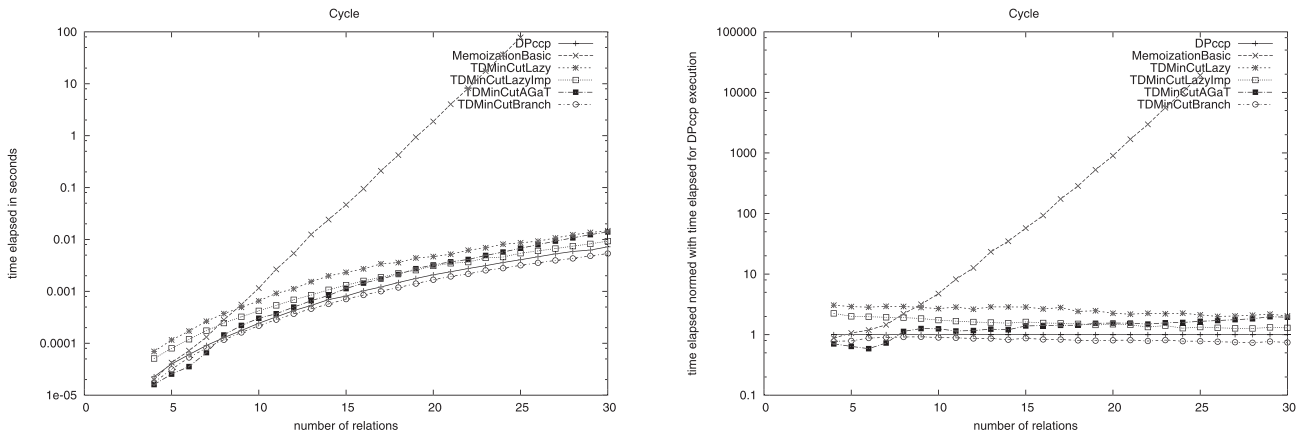 Cycle
time elapsed in seconds
100
10
1
0.1
0.01
0.001
0.0001
1e-05
0
5
10
15
20
25
30
number of relations
DPccp
MemoizationBasic
TDMinCutLazy
TDMinCutLazyImp
TDMinCutAGaT
TDMinCutBranch
Cycle
time elapsed normed with time elapsed for DPccp execution
100000
10000
1000
100
10
1
0.1
0
5
10
15
20
25
30
number of relations
DPccp
MemoizationBasic
TDMinCutLazy
TDMinCutLazyImp
TDMinCutAGaT
TDMinCutBranch